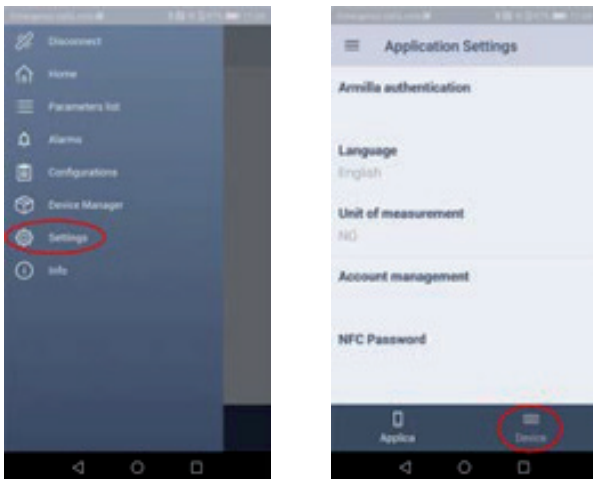 Disconnect
Home
Parameters list
Alarms
Configurations
Device Manager
Settings
Info
Application Settings
Armilla authentication
Language
English
Unit of measurement
NO
Account management
NFC Password
Applica
Device